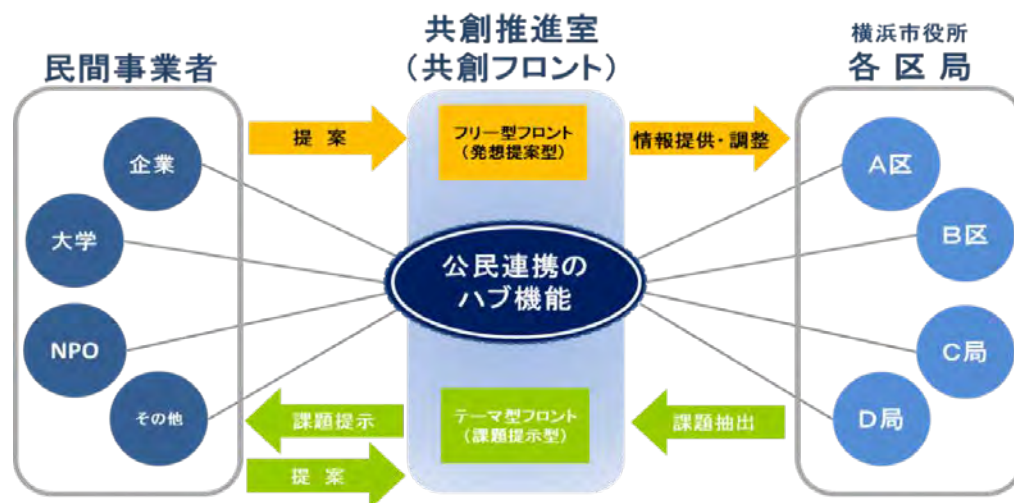 民間事業者
企業
大学
NPO
その他
提 案
課題提示
提 案
共創推進室
（共創フロント）
フリー型フロント
（発想提案型）
公民連携の
ハブ機能
テーマ型フロント
（課題提示型）
情報提供・調整
課題抽出
横浜市役所
各 区 局
A区
B区
C局
D局